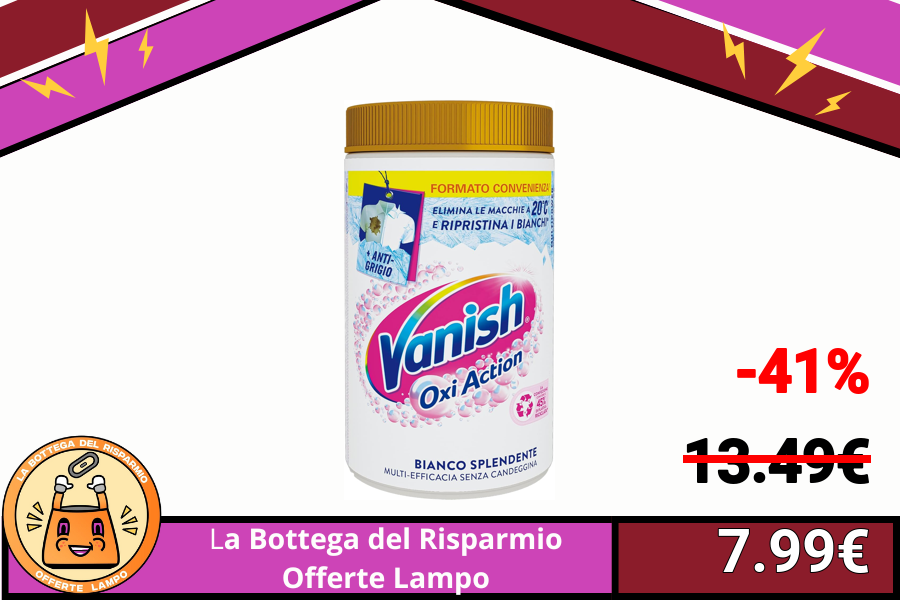 FORMATO CONVENIENZA
ELIMINA LE MACCHIE A 20°C
E RIPRISTINA I BIANCHI*
+ ANTI-
GRIGIO
Vanish
Oxi Action
45%
BIANCO SPLENDENTE
MULTI-EFFICACIA SENZA CANDEGGINA
-41%
13.49€
7.99€
LA BOTTEGA DEL RISPARMIO
OFFERTE LAMPO
La Bottega del Risparmio
Offerte Lampo